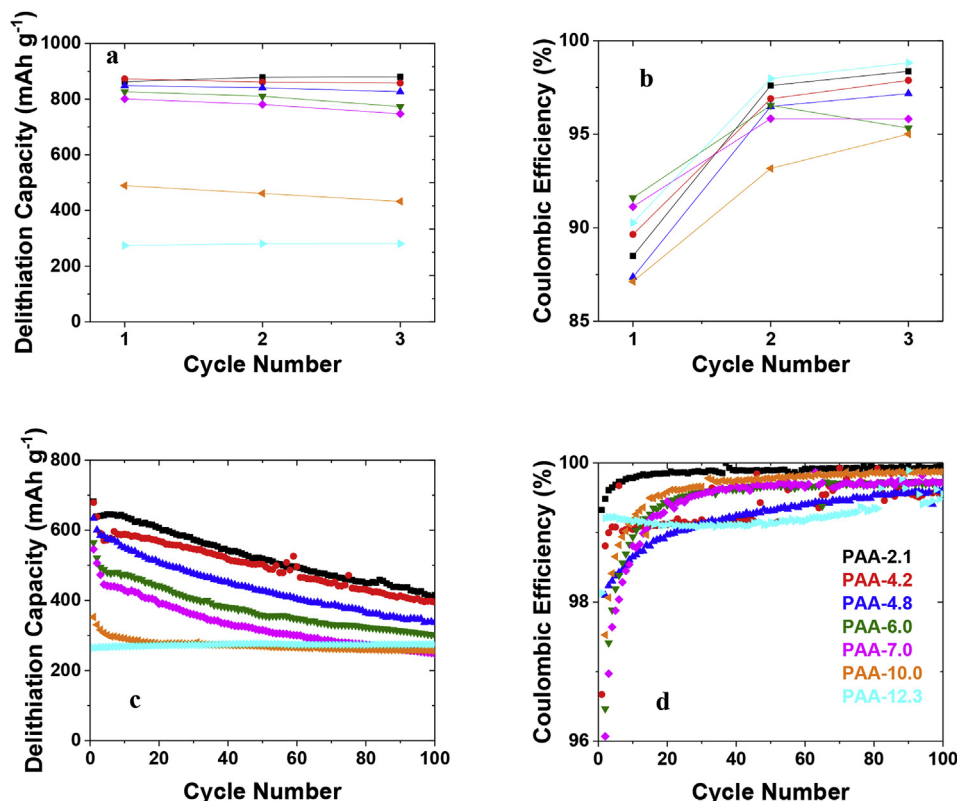 a
Delithiation Capacity (mAh g⁻¹)
1000
800
600
400
200
0
1 2 3
Cycle Number
b
Coulombic Efficiency (%)
100
95
90
85
1 2 3
Cycle Number
c
Delithiation Capacity (mAh g⁻¹)
800
600
400
200
0
0 20 40 60 80 100
Cycle Number
d
Coulombic Efficiency (%)
100
98
96
0 20 40 60 80 100
Cycle Number
PAA-2.1
PAA-4.2
PAA-4.8
PAA-6.0
PAA-7.0
PAA-10.0
PAA-12.3